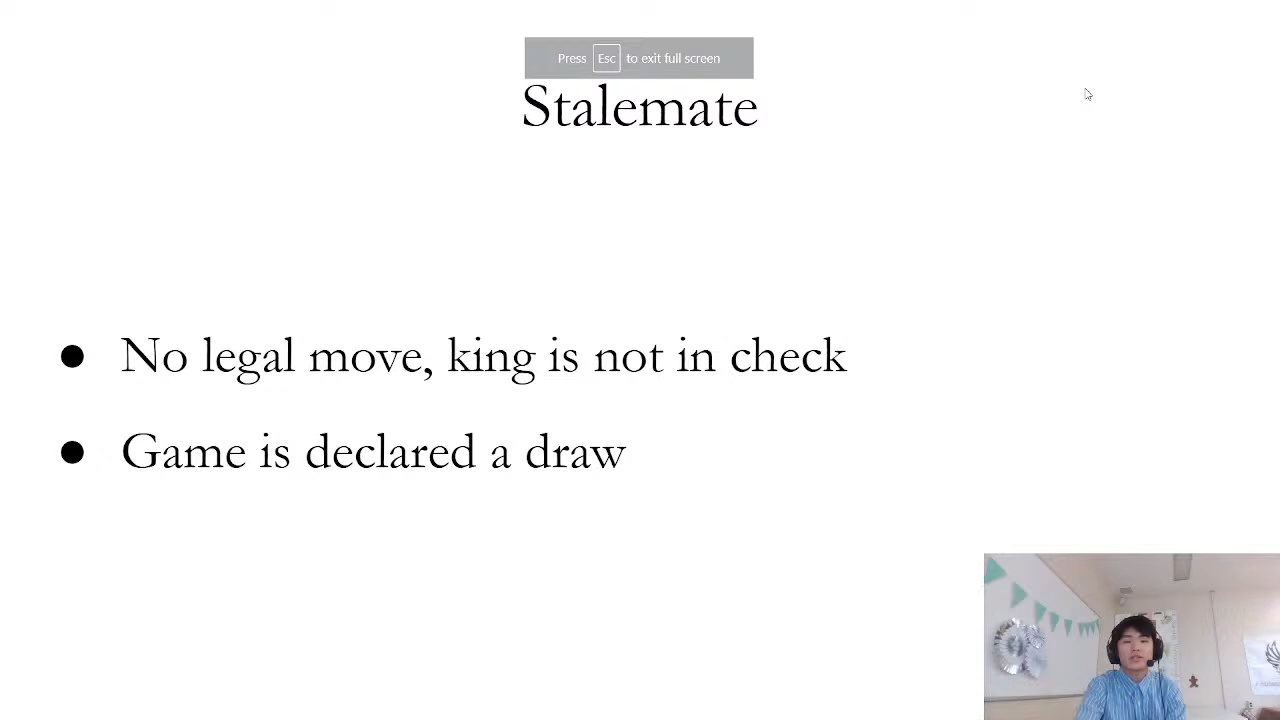 Press Esc to exit full screen
Stalemate
● No legal move, king is not in check
● Game is declared a draw